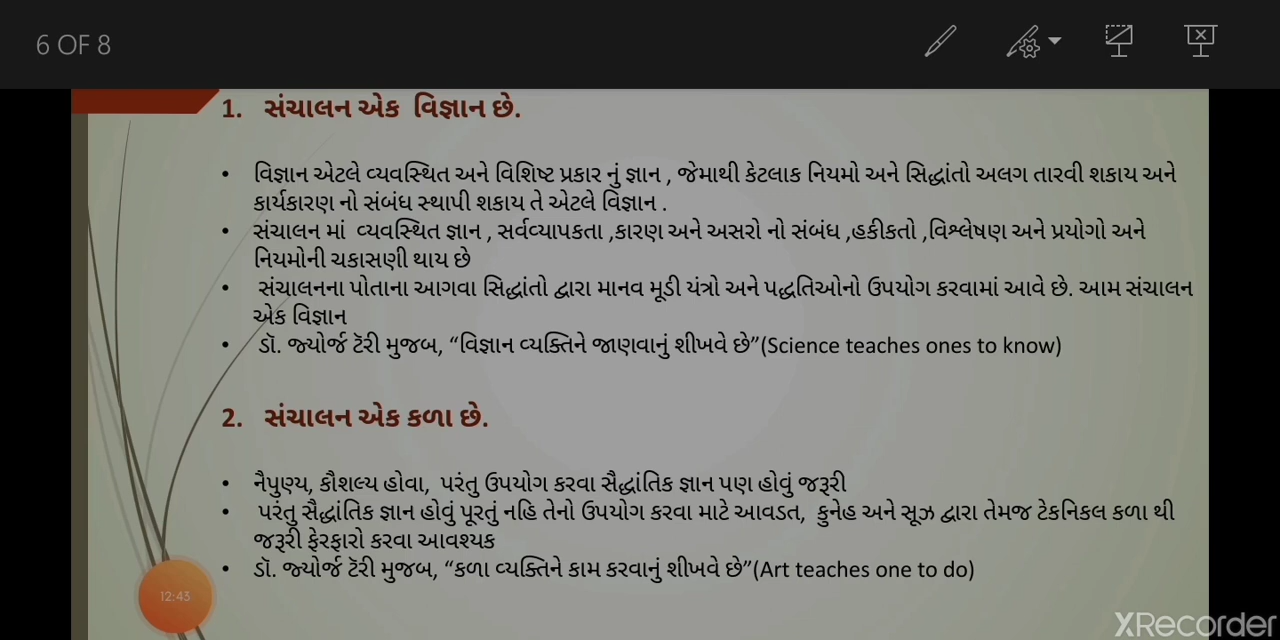 6 OF 8
1. સંચાલન એક વિજ્ઞાન છે.
• વિજ્ઞાન એટલે વ્યવસ્થિત અને વિશિષ્ટ પ્રકાર નું જ્ઞાન , જેમાથી કેટલાક નિયમો અને સિદ્ધાંતો અલગ તારવી શકાય અને
કાર્યકારણ નો સંબંધ સ્થાપી શકાય તે એટલે વિજ્ઞાન .
• સંચાલન માં વ્યવસ્થિત જ્ઞાન , સર્વવ્યાપકતા ,કારણ અને અસરો નો સંબંધ ,હકીકતો ,વિશ્લેષણ અને પ્રયોગો અને
નિયમોની ચકાસણી થાય છે
• સંચાલનના પોતાના આગવા સિદ્ધાંતો દ્વારા માનવ મૂડી યંત્રો અને પદ્ધતિઓનો ઉપયોગ કરવામાં આવે છે. આમ સંચાલન
એક વિજ્ઞાન
• ડૉ. જ્યોર્જ ટૅરી મુજબ, “વિજ્ઞાન વ્યક્તિને જાણવાનું શીખવે છે”(Science teaches ones to know)
2. સંચાલન એક કળા છે.
• નૈપુણ્ય, કૌશલ્ય હોવા, પરંતુ ઉપયોગ કરવા સૈદ્ધાંતિક જ્ઞાન પણ હોવું જરૂરી
• પરંતુ સૈદ્ધાંતિક જ્ઞાન હોવું પૂરતું નહિ તેનો ઉપયોગ કરવા માટે આવડત, કુનેહ અને સૂઝ દ્વારા તેમજ ટેકનિકલ કળા થી
જરૂરી ફેરફારો કરવા આવશ્યક
• ડૉ. જ્યોર્જ ટૅરી મુજબ, “કળા વ્યક્તિને કામ કરવાનું શીખવે છે”(Art teaches one to do)
12:43
XRecorder